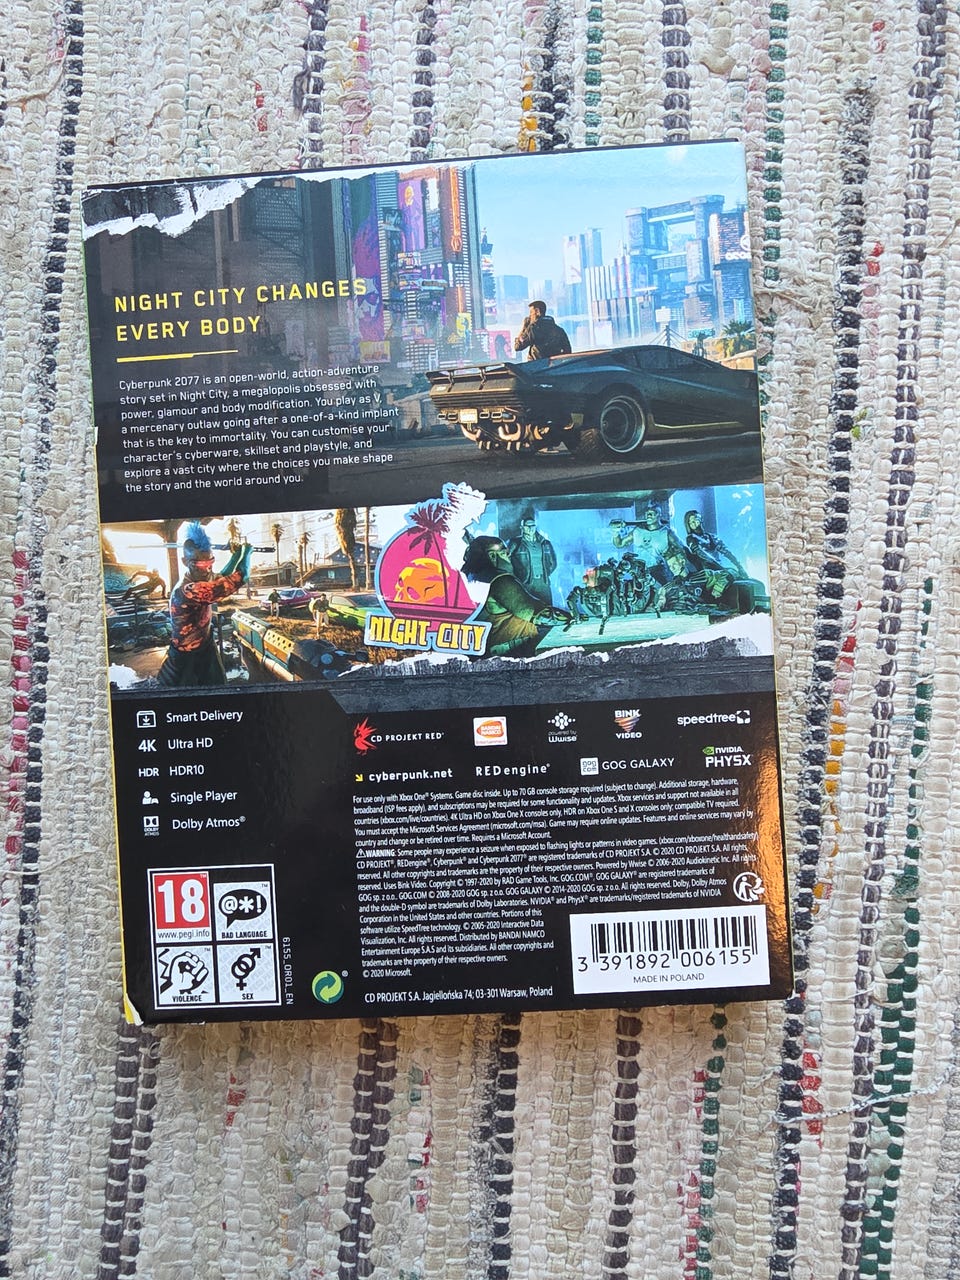 NIGHT CITY CHANGES
EVERY BODY
Cyberpunk 2077 is an open-world, action-adventure
story set in Night City, a megalopolis obsessed with
power, glamour and body modification. You play as V,
a mercenary outlaw going after a one-of-a-kind implant
that is the key to immortality. You can customise your
character's cyberware, skillset and playstyle, and
explore a vast city where the choices you make shape
the story and the world around you.
NIGHT CITY
Smart Delivery
4K Ultra HD
HDR HDR10
Single Player
DOLBY ATMOS Dolby Atmos®
CD PROJEKT RED®
BANDAI NAMCO
Entertainment
powered by
Wwise
BINK
VIDEO
speedtree
cyberpunk.net
REDengine®
gog.com GOG GALAXY
NVIDIA
PHYSX
For use only with Xbox One® Systems. Game disc inside. Up to 70 GB console storage required (subject to change). Additional storage, hardware,
broadband (ISP fees apply), and subscriptions may be required for some functionality and updates. Xbox services and support not available in all
countries (xbox.com/live/countries). 4K Ultra HD on Xbox One X consoles only. HDR on Xbox One S and X consoles only; compatible TV required.
You must accept the Microsoft Services Agreement (microsoft.com/msa). Game may require online updates. Features and online services may vary by
country and change or be retired over time. Requires a Microsoft Account.
WARNING: Some people may experience a seizure when exposed to flashing lights or patterns in video games. (xbox.com/xboxone/healthandsafety)
CD PROJEKT®, REDengine®, Cyberpunk® and Cyberpunk 2077® are registered trademarks of CD PROJEKT S.A. © 2020 CD PROJEKT S.A. All rights
reserved. All other copyrights and trademarks are the property of their respective owners. Powered by Wwise © 2006-2020 Audiokinetic Inc. All rights
reserved. Uses Bink Video. Copyright © 1997-2020 by RAD Game Tools, Inc. GOG.COM®, GOG GALAXY® are registered trademarks of
GOG sp. z o.o. GOG.COM © 2008-2020 GOG sp. z o.o. GOG GALAXY © 2014-2020 GOG sp. z o.o. All rights reserved. Dolby, Dolby Atmos
and the double-D symbol are trademarks of Dolby Laboratories. NVIDIA® and PhysX® are trademarks/registered trademarks of NVIDIA
Corporation in the United States and other countries. Portions of this
software utilize SpeedTree technology. © 2005-2020 Interactive Data
Visualization, Inc. All rights reserved. Distributed by BANDAI NAMCO
Entertainment Europe S.A.S and its subsidiaries. All other copyrights and
trademarks are the property of their respective owners.
© 2020 Microsoft.
18
www.pegi.info
@*!
BAD LANGUAGE
VIOLENCE
SEX
6155_OR01_EN
CD PROJEKT S.A. Jagiellońska 74; 03-301 Warsaw, Poland
3 391892 006155
MADE IN POLAND